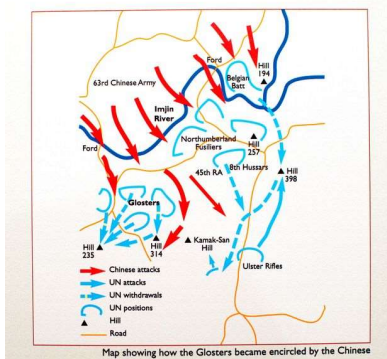 Ford
Belgian
Batt
Hill
194
63rd Chinese Army
Imjin
River
Ford
Northumberland
Fusiliers
Hill
257
45th RA
8th Hussars
Hill
398
Glosters
Hill
235
Hill
314
Kamak-San
Hill
Ulster Rifles
Chinese attacks
UN attacks
UN withdrawals
UN positions
Hill
Road
Map showing how the Glosters became encircled by the Chinese